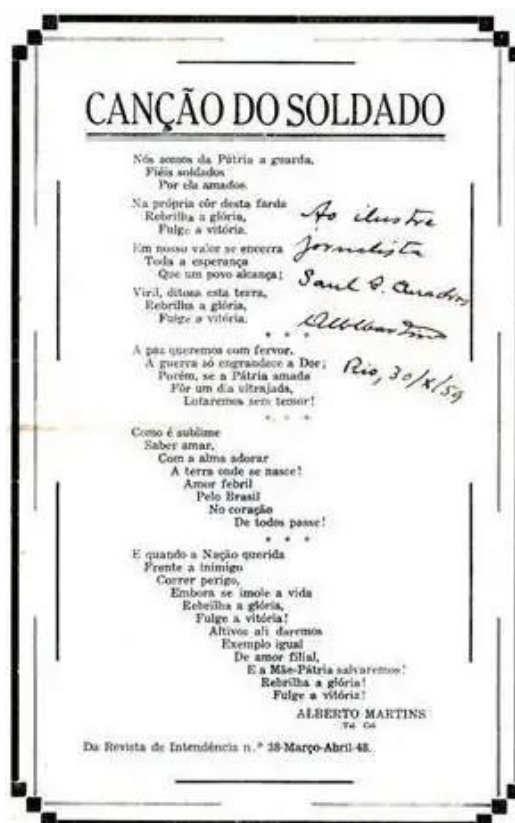 CANÇÃO DO SOLDADO
Nós somos da Pátria a guarda,
Fiéis soldados
Por ela amados.
Na própria côr desta farda
Rebrilha a glória,
Fulge a vitória.
Em nosso valor se encerra
Toda a esperança
Que um povo alcança;
Viril, ditosa esta terra,
Rebrilha a glória,
Fulge a vitória.
* * *
A paz queremos com fervor,
A guerra só engrandece a Dor;
Porém, se a Pátria amada
Fôr um dia ultrajada,
Lutaremos sem temor!
* * *
Como é sublime
Saber amar,
Com a alma adorar
A terra onde se nasce!
Amor febril
Pelo Brasil
No coração
De todos passe!
* * *
E quando a Nação querida
Frente a inimigo
Correr perigo,
Embora se imole a vida
Rebrilha a glória,
Fulge a vitória!
Altivos ali daremos
Exemplo igual
De amor filial,
E a Mãe-Pátria salvaremos!
Rebrilha a glória!
Fulge a vitória!
ALBERTO MARTINS
Da Revista de Intendência n.º 38-Março-Abril-43.
Ao ilustre
jornalista
Saul
Rio, 30/X/59